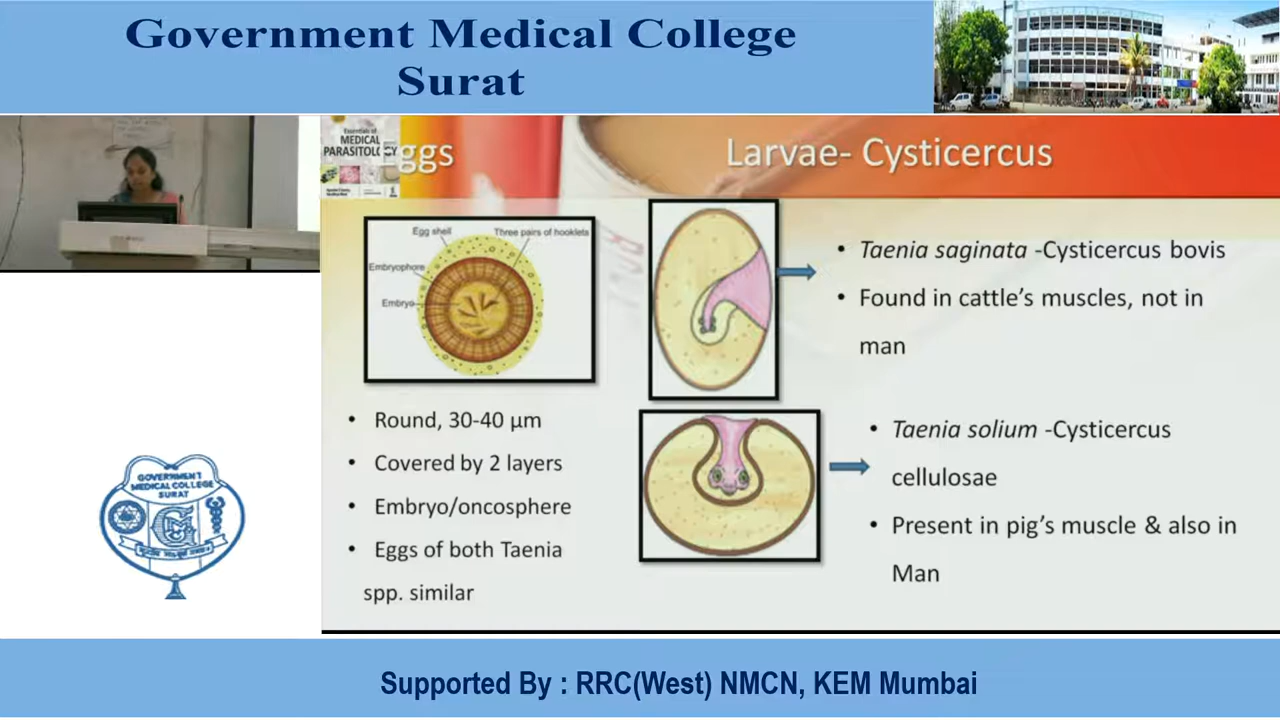 Government Medical College
Surat
Essentials of
MEDICAL
PARASITOLOGY
Eggs
Larvae- Cysticercus
Egg shell
Three pairs of hooklets
Embryophore
Embryo
• Taenia saginata -Cysticercus bovis
• Found in cattle's muscles, not in
man
• Round, 30-40 µm
• Covered by 2 layers
• Embryo/oncosphere
• Eggs of both Taenia
spp. similar
• Taenia solium -Cysticercus
cellulosae
• Present in pig's muscle & also in
Man
GOVERNMENT
MEDICAL COLLEGE
SURAT
Supported By : RRC(West) NMCN, KEM Mumbai